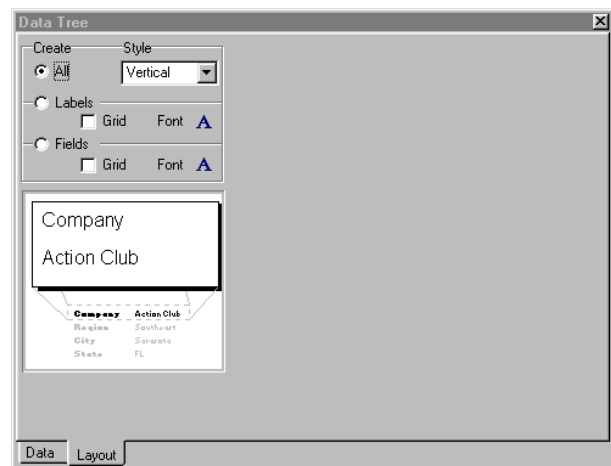 Data Tree
Create Style
All Vertical
Labels
Grid Font A
Fields
Grid Font A
Company
Action Club
Company Action Club
Region Southeast
City Sarasota
State FL
Data Layout